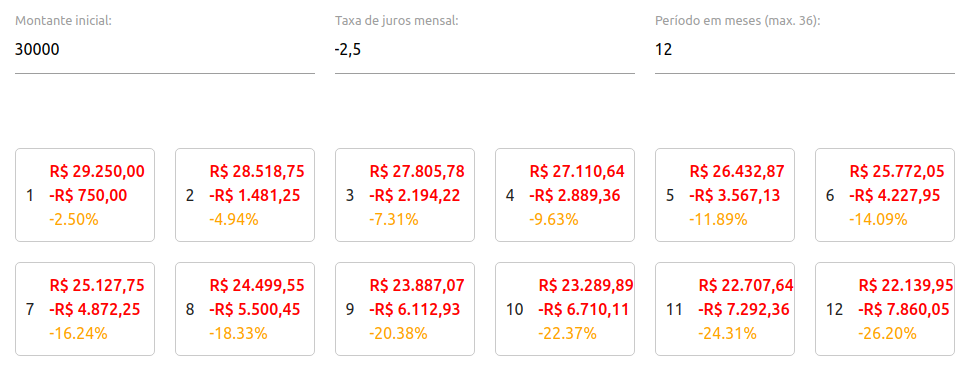 Montante inicial:
30000
Taxa de juros mensal:
-2,5
Período em meses (max. 36):
12
1
R$ 29.250,00
-R$ 750,00
-2.50%
2
R$ 28.518,75
-R$ 1.481,25
-4.94%
3
R$ 27.805,78
-R$ 2.194,22
-7.31%
4
R$ 27.110,64
-R$ 2.889,36
-9.63%
5
R$ 26.432,87
-R$ 3.567,13
-11.89%
6
R$ 25.772,05
-R$ 4.227,95
-14.09%
7
R$ 25.127,75
-R$ 4.872,25
-16.24%
8
R$ 24.499,55
-R$ 5.500,45
-18.33%
9
R$ 23.887,07
-R$ 6.112,93
-20.38%
10
R$ 23.289,89
-R$ 6.710,11
-22.37%
11
R$ 22.707,64
-R$ 7.292,36
-24.31%
12
R$ 22.139,95
-R$ 7.860,05
-26.20%